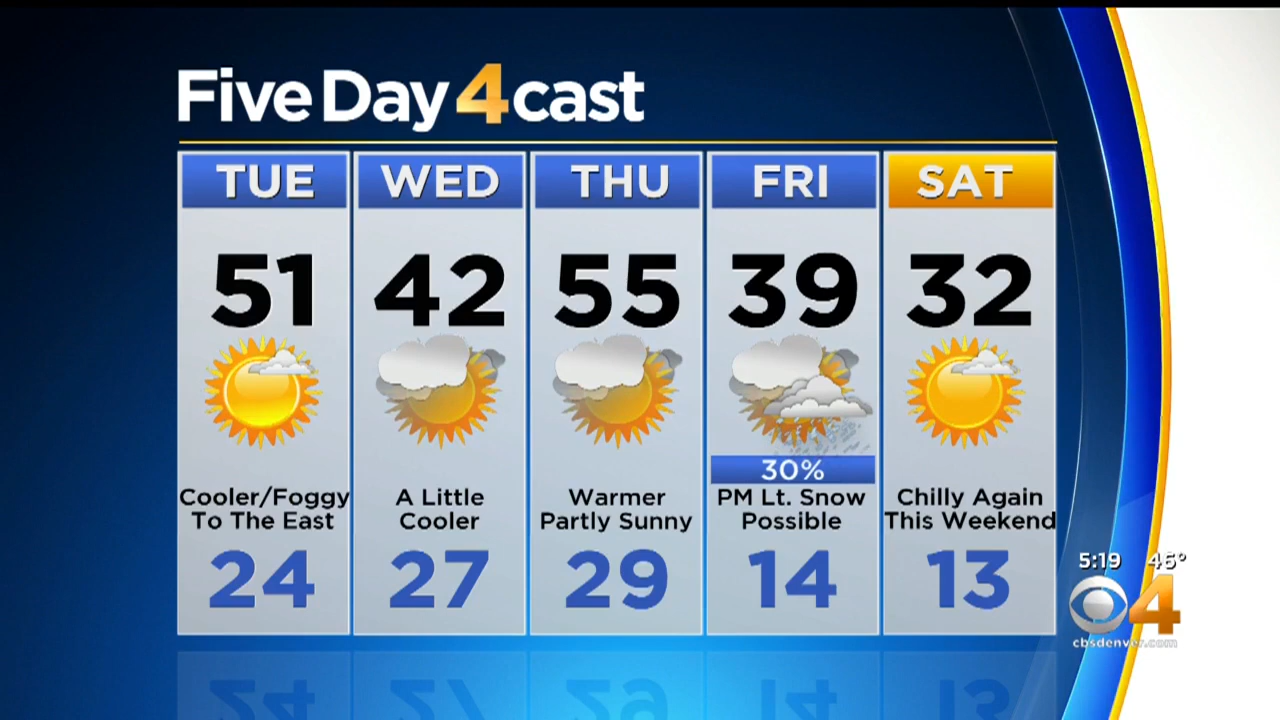 Five Day 4cast
TUE WED THU FRI SAT
51 42 55 39 32
30%
Cooler/Foggy A Little Warmer PM Lt. Snow Chilly Again
To The East Cooler Partly Sunny Possible This Weekend
24 27 29 14 13
5:19 46°
4
cbsdenver.com